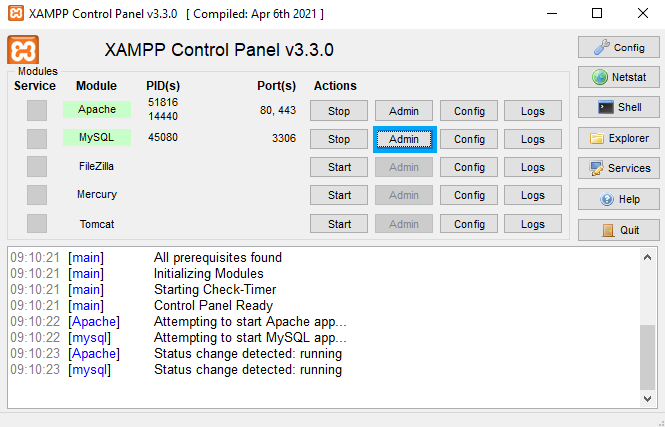 XAMPP Control Panel v3.3.0 [ Compiled: Apr 6th 2021 ]
XAMPP Control Panel v3.3.0
Config
Modules
Service Module PID(s) Port(s) Actions
Netstat
Apache 51816 14440 80, 443 Stop Admin Config Logs
Shell
MySQL 45080 3306 Stop Admin Config Logs
Explorer
FileZilla Start Admin Config Logs
Services
Mercury Start Admin Config Logs
Help
Tomcat Start Admin Config Logs
Quit
09:10:21 [main] All prerequisites found
09:10:21 [main] Initializing Modules
09:10:21 [main] Starting Check-Timer
09:10:21 [main] Control Panel Ready
09:10:22 [Apache] Attempting to start Apache app...
09:10:22 [mysql] Attempting to start MySQL app...
09:10:23 [Apache] Status change detected: running
09:10:23 [mysql] Status change detected: running